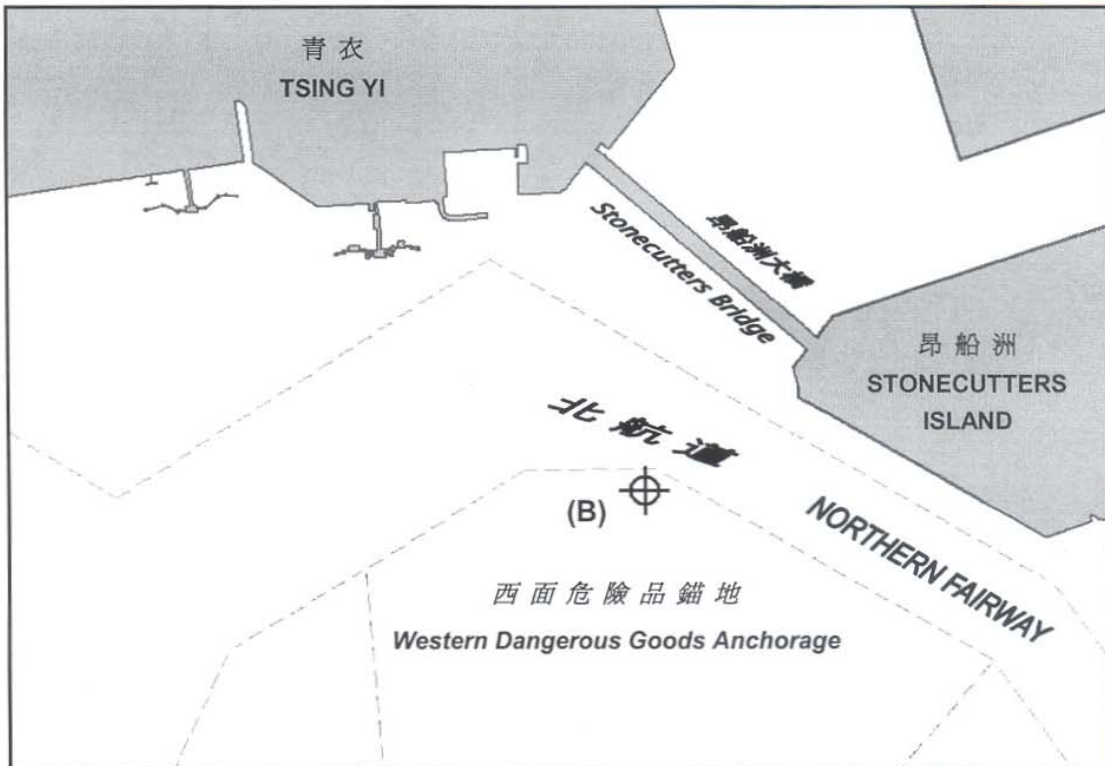 青衣
TSING YI
昂船洲大橋
Stonecutters Bridge
昂船洲
STONECUTTERS
ISLAND
北航道
(B)
NORTHERN FAIRWAY
西面危險品錨地
Western Dangerous Goods Anchorage